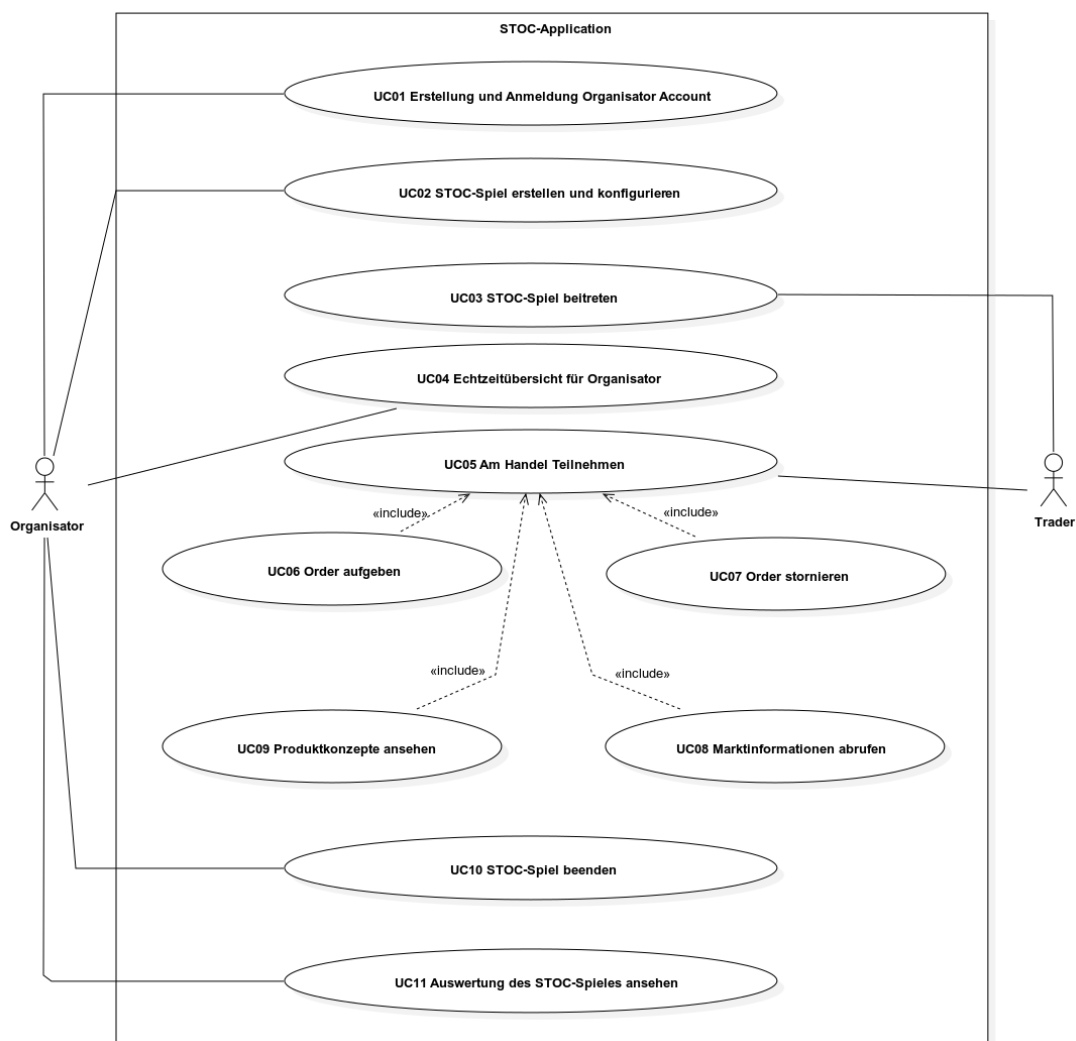 STOC-Application
UC01 Erstellung und Anmeldung Organisator Account
UC02 STOC-Spiel erstellen und konfigurieren
UC03 STOC-Spiel beitreten
UC04 Echtzeitübersicht für Organisator
UC05 Am Handel Teilnehmen
Organisator
Trader
«include»
«include»
UC06 Order aufgeben
UC07 Order stornieren
«include»
«include»
UC09 Produktkonzepte ansehen
UC08 Marktinformationen abrufen
UC10 STOC-Spiel beenden
UC11 Auswertung des STOC-Spieles ansehen